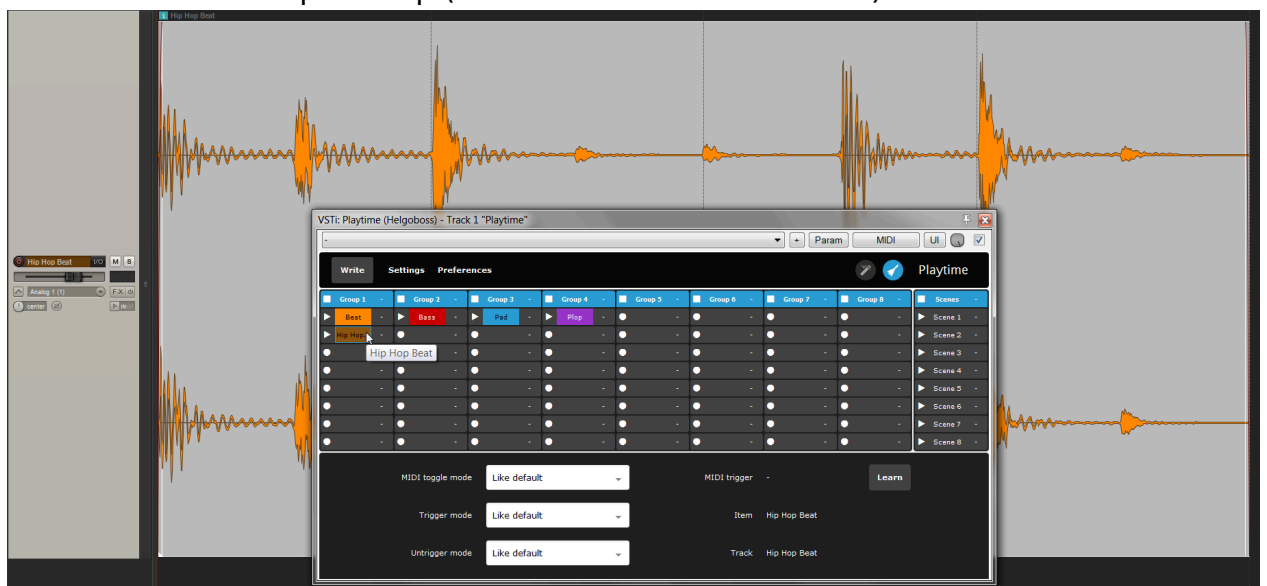 1 Hip Hop Beat
VSTi: Playtime (Helgoboss) - Track 1 "Playtime"
-
+ Param MIDI UI
Write Settings Preferences Playtime
Group 1 - Group 2 - Group 3 - Group 4 - Group 5 - Group 6 - Group 7 - Group 8 - Scenes -
Beat - Bass - Pad - Plop - - - - - Scene 1 -
Hip Hop - - - - - - - - Scene 2 -
Hip Hop Beat - - - - - - Scene 3 -
- - - - - - - - Scene 4 -
- - - - - - - - Scene 5 -
- - - - - - - - Scene 6 -
- - - - - - - - Scene 7 -
- - - - - - - - Scene 8 -
Hip Hop Beat I/O M S
Analog 1 (1) FX
center IN
MIDI toggle mode Like default MIDI trigger - Learn
Trigger mode Like default Item Hip Hop Beat
Untrigger mode Like default Track Hip Hop Beat